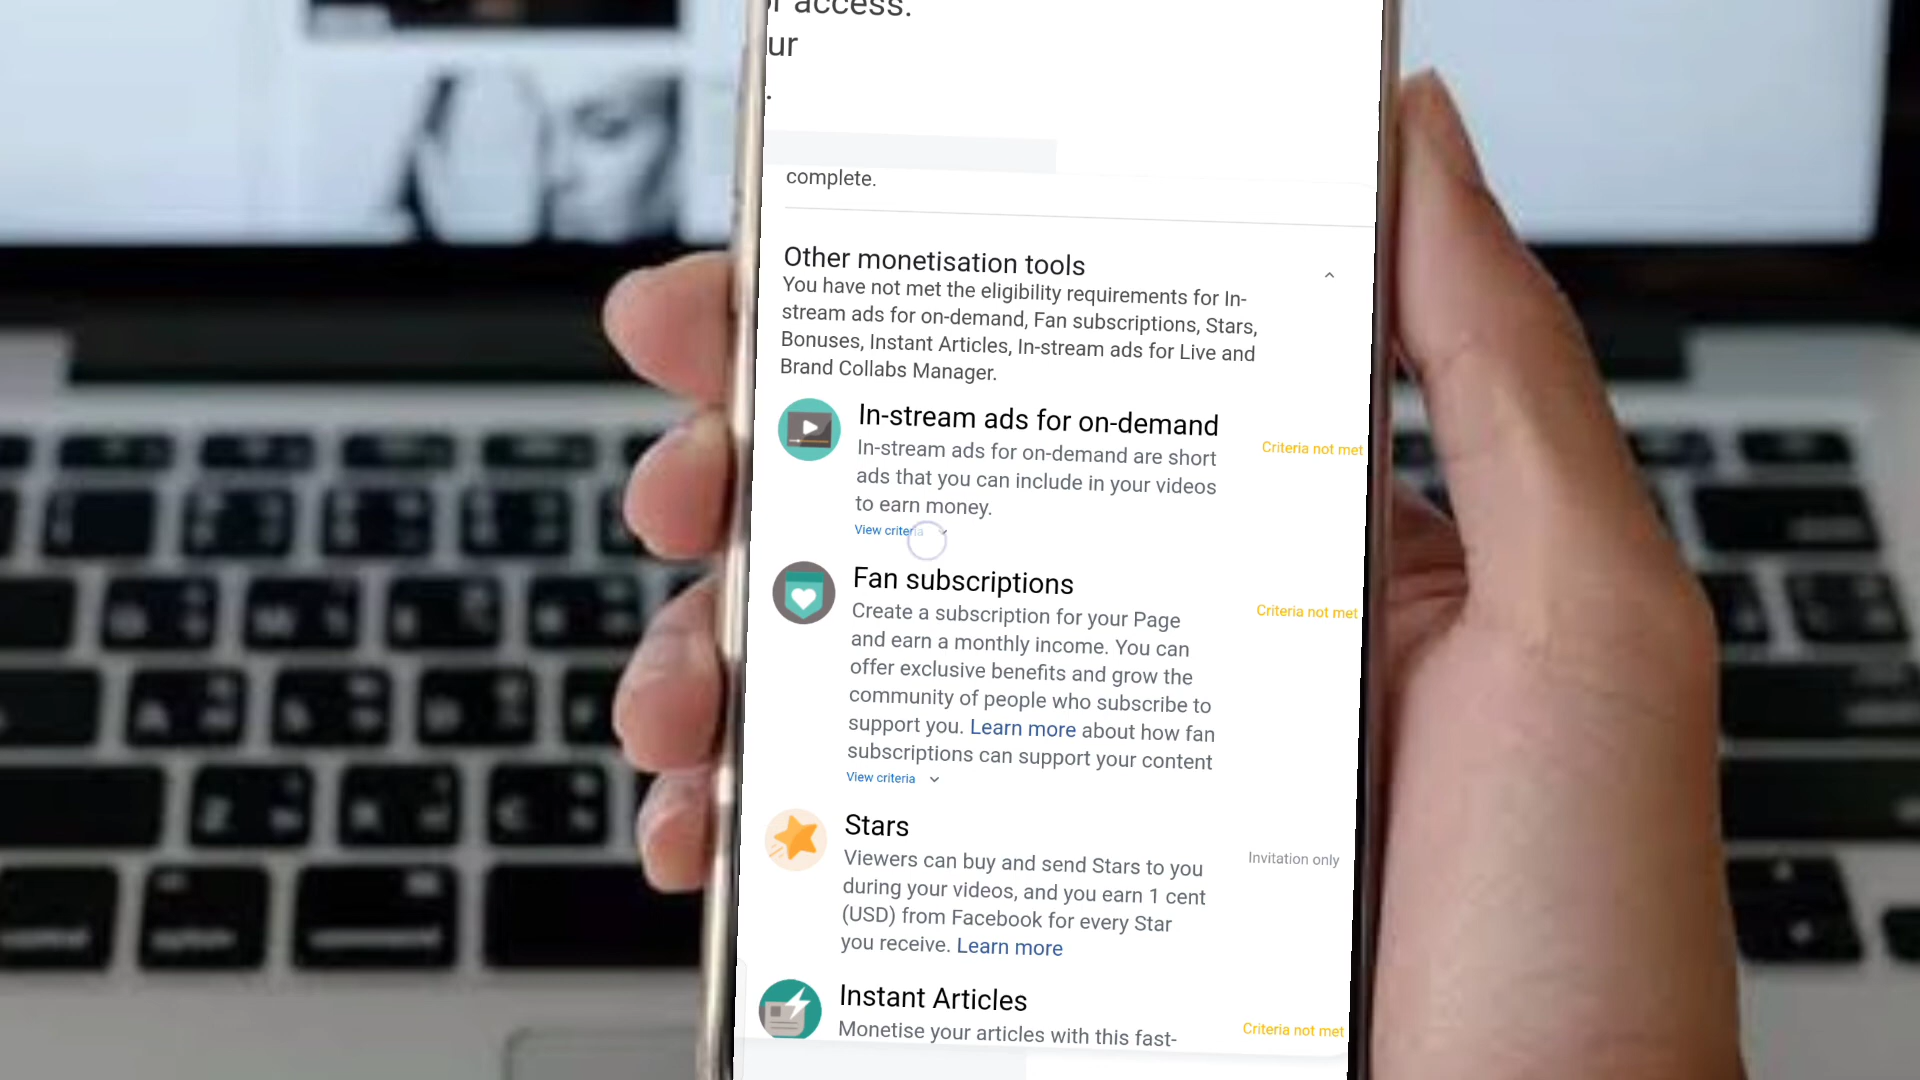 r access.
ur
.
complete.
Other monetisation tools
You have not met the eligibility requirements for In-
stream ads for on-demand, Fan subscriptions, Stars,
Bonuses, Instant Articles, In-stream ads for Live and
Brand Collabs Manager.
In-stream ads for on-demand
In-stream ads for on-demand are short
ads that you can include in your videos
to earn money.
Criteria not met
View criteria
Fan subscriptions
Create a subscription for your Page
and earn a monthly income. You can
offer exclusive benefits and grow the
community of people who subscribe to
support you. Learn more about how fan
subscriptions can support your content
Criteria not met
View criteria
Stars
Viewers can buy and send Stars to you
during your videos, and you earn 1 cent
(USD) from Facebook for every Star
you receive. Learn more
Invitation only
Instant Articles
Monetise your articles with this fast-
Criteria not met